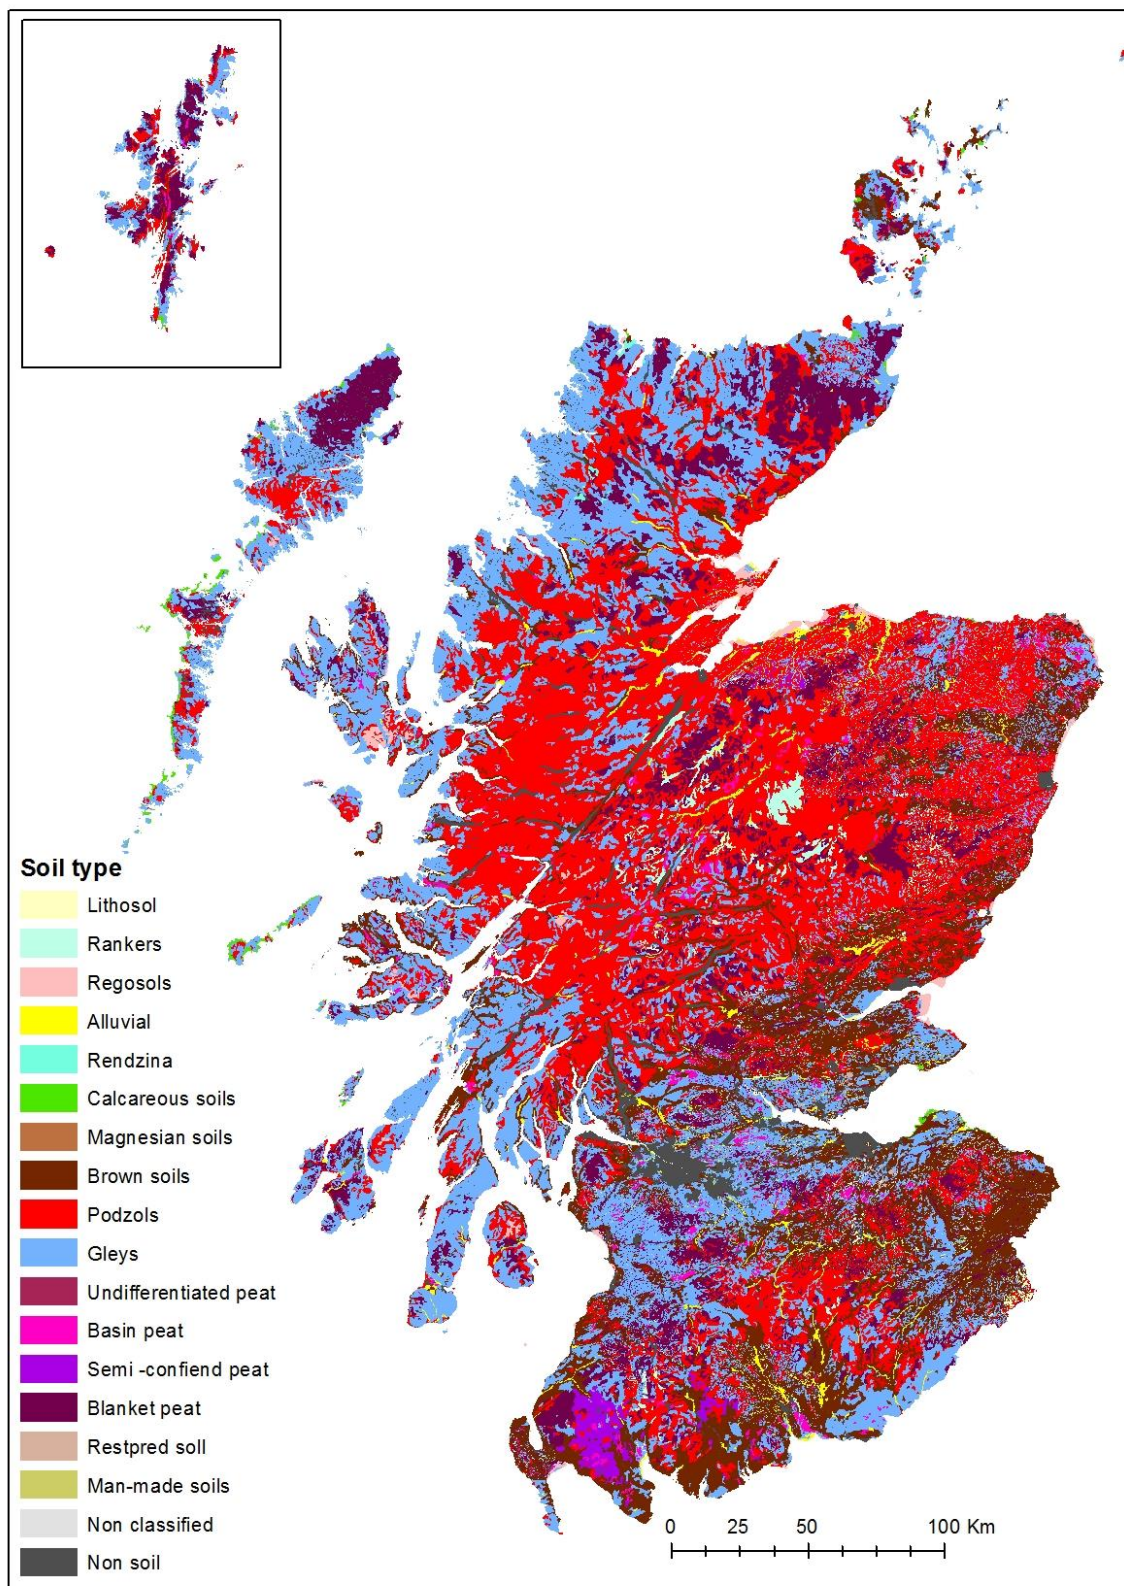 Soil type
Lithosol
Rankers
Regosols
Alluvial
Rendzina
Calcareous soils
Magnesian soils
Brown soils
Podzols
Gleys
Undifferentiated peat
Basin peat
Semi -confiend peat
Blanket peat
Restpred soll
Man-made soils
Non classified
Non soil
0 25 50 100 Km